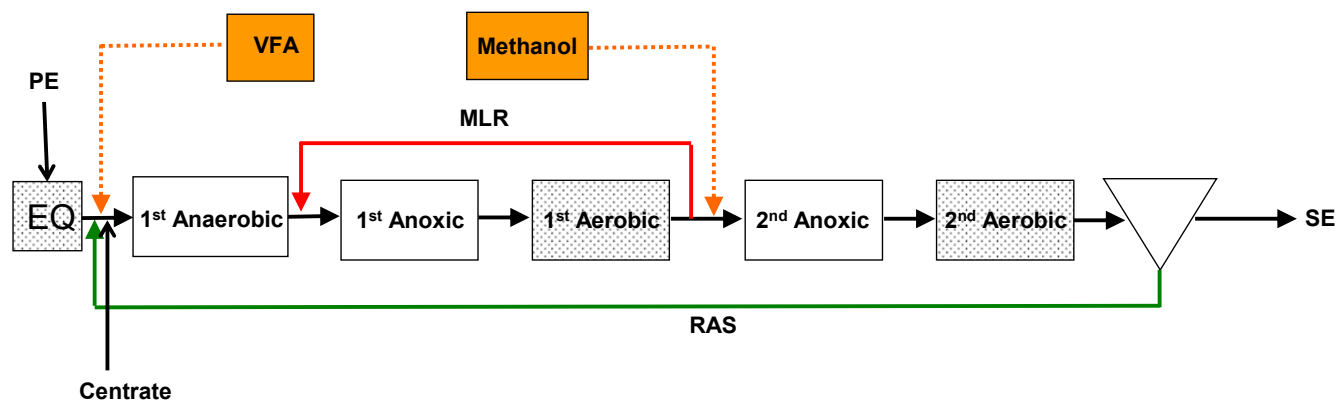 VFA
Methanol
PE
MLR
EQ
1st Anaerobic
1st Anoxic
1st Aerobic
2nd Anoxic
2nd Aerobic
SE
RAS
Centrate